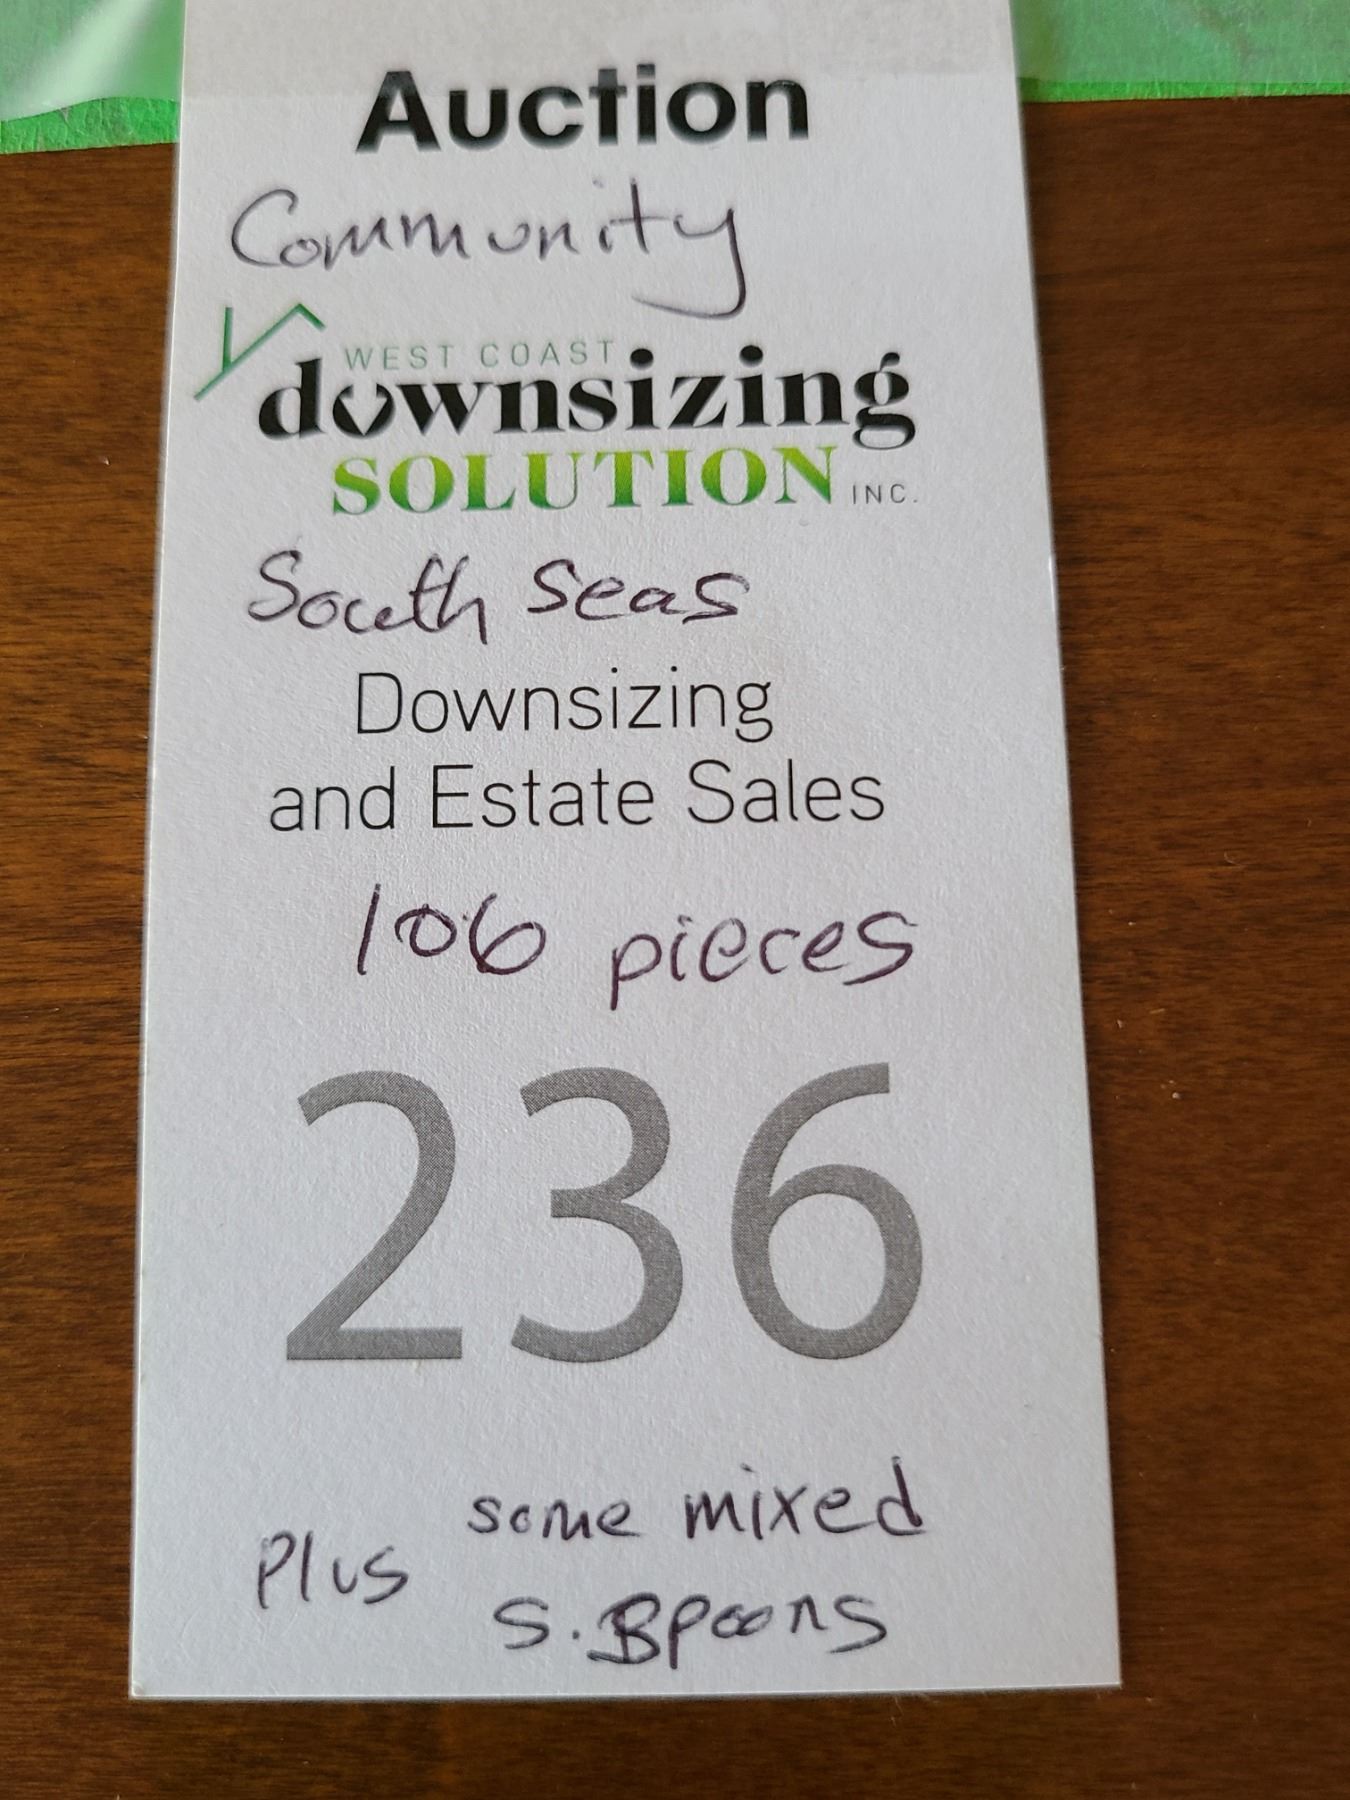 Auction
Community
WEST COAST
downsizing
SOLUTION INC.
South Seas
Downsizing
and Estate Sales
106 pieces
236
Plus some mixed
S. Spoons